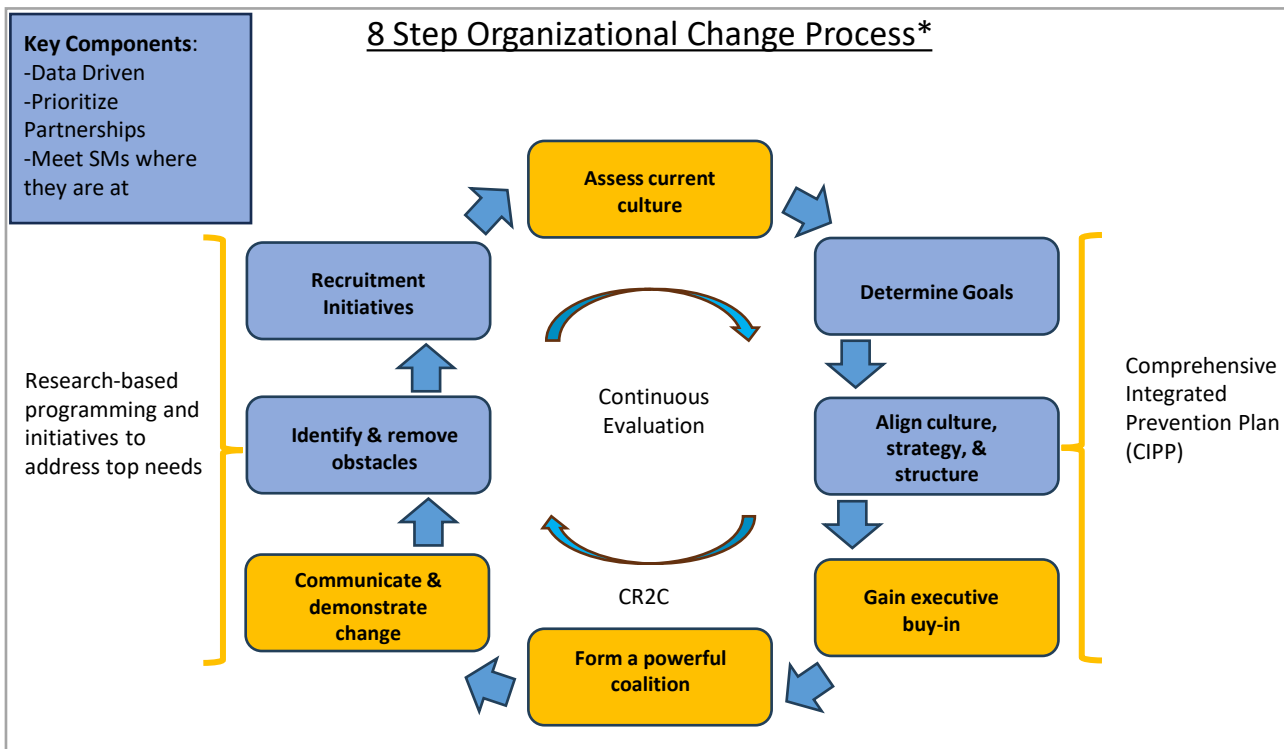 8 Step Organizational Change Process*
Key Components:
-Data Driven
-Prioritize
Partnerships
-Meet SMs where
they are at
Assess current
culture
Determine Goals
Align culture,
strategy, &
structure
Gain executive
buy-in
Form a powerful
coalition
Communicate &
demonstrate
change
Identify & remove
obstacles
Recruitment
Initiatives
Continuous
Evaluation
CR2C
Research-based
programming and
initiatives to
address top needs
Comprehensive
Integrated
Prevention Plan
(CIPP)